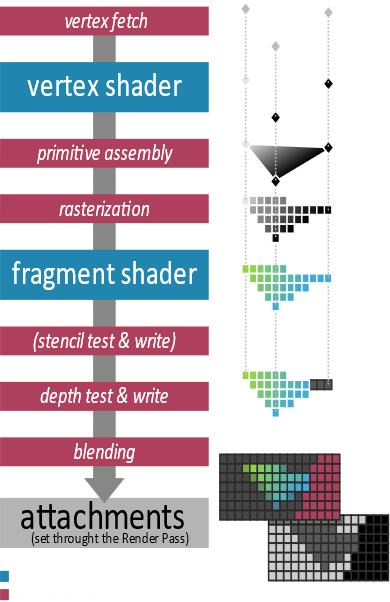 vertex fetch
vertex shader
primitive assembly
rasterization
fragment shader
(stencil test & write)
depth test & write
blending
attachments
(set throught the Render Pass)